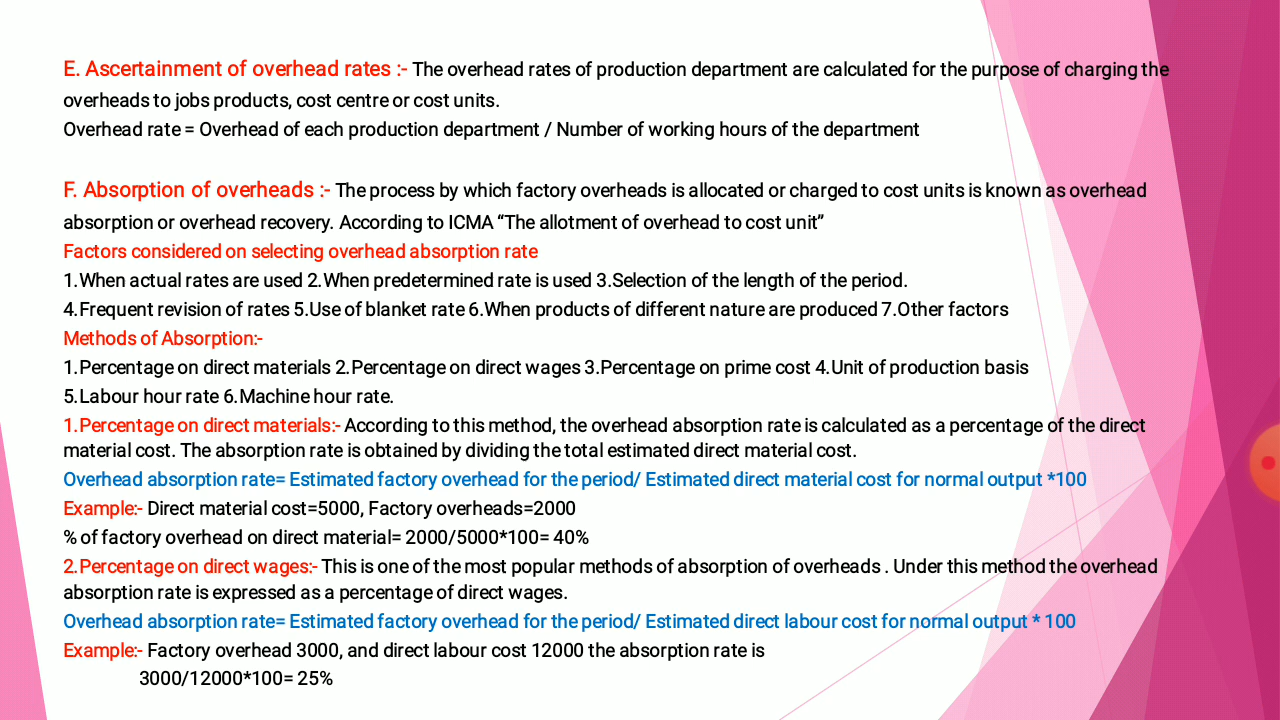 E. Ascertainment of overhead rates :- The overhead rates of production department are calculated for the purpose of charging the
overheads to jobs products, cost centre or cost units.
Overhead rate = Overhead of each production department / Number of working hours of the department
F. Absorption of overheads :- The process by which factory overheads is allocated or charged to cost units is known as overhead
absorption or overhead recovery. According to ICMA “The allotment of overhead to cost unit”
Factors considered on selecting overhead absorption rate
1.When actual rates are used 2.When predetermined rate is used 3.Selection of the length of the period.
4.Frequent revision of rates 5.Use of blanket rate 6.When products of different nature are produced 7.Other factors
Methods of Absorption:-
1.Percentage on direct materials 2.Percentage on direct wages 3.Percentage on prime cost 4.Unit of production basis
5.Labour hour rate 6.Machine hour rate.
1.Percentage on direct materials:- According to this method, the overhead absorption rate is calculated as a percentage of the direct
material cost. The absorption rate is obtained by dividing the total estimated direct material cost.
Overhead absorption rate= Estimated factory overhead for the period/ Estimated direct material cost for normal output *100
Example:- Direct material cost=5000, Factory overheads=2000
% of factory overhead on direct material= 2000/5000*100= 40%
2.Percentage on direct wages:- This is one of the most popular methods of absorption of overheads . Under this method the overhead
absorption rate is expressed as a percentage of direct wages.
Overhead absorption rate= Estimated factory overhead for the period/ Estimated direct labour cost for normal output * 100
Example:- Factory overhead 3000, and direct labour cost 12000 the absorption rate is
3000/12000*100= 25%